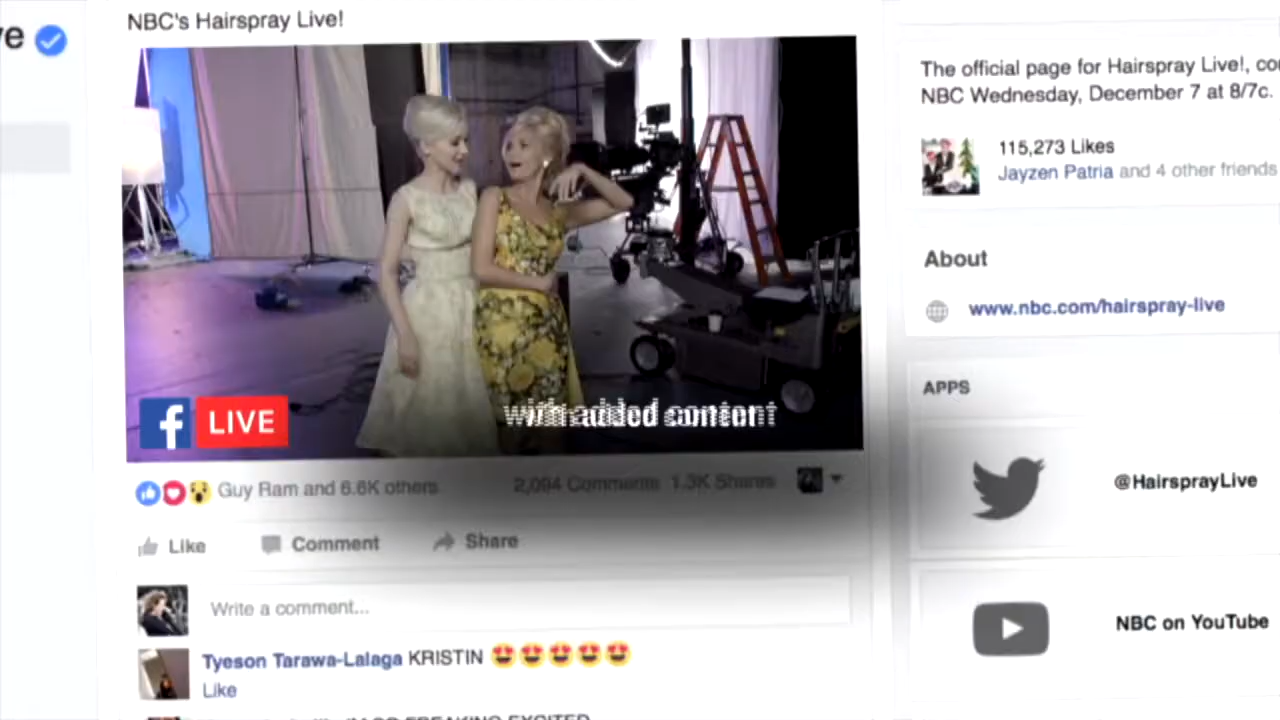 NBC's Hairspray Live!
LIVE
with added content
Guy Ram and 6.6K others
2,094 Comments 1.3K Shares
Like Comment Share
Write a comment...
Tyeson Tarawa-Lalaga KRISTIN
Like
FREAKING EXCITED
The official page for Hairspray Live!,
NBC Wednesday, December 7 at 8/7c.
115,273 Likes
Jayzen Patria and 4 other friends
About
www.nbc.com/hairspray-live
APPS
@HairsprayLive
NBC on YouTube